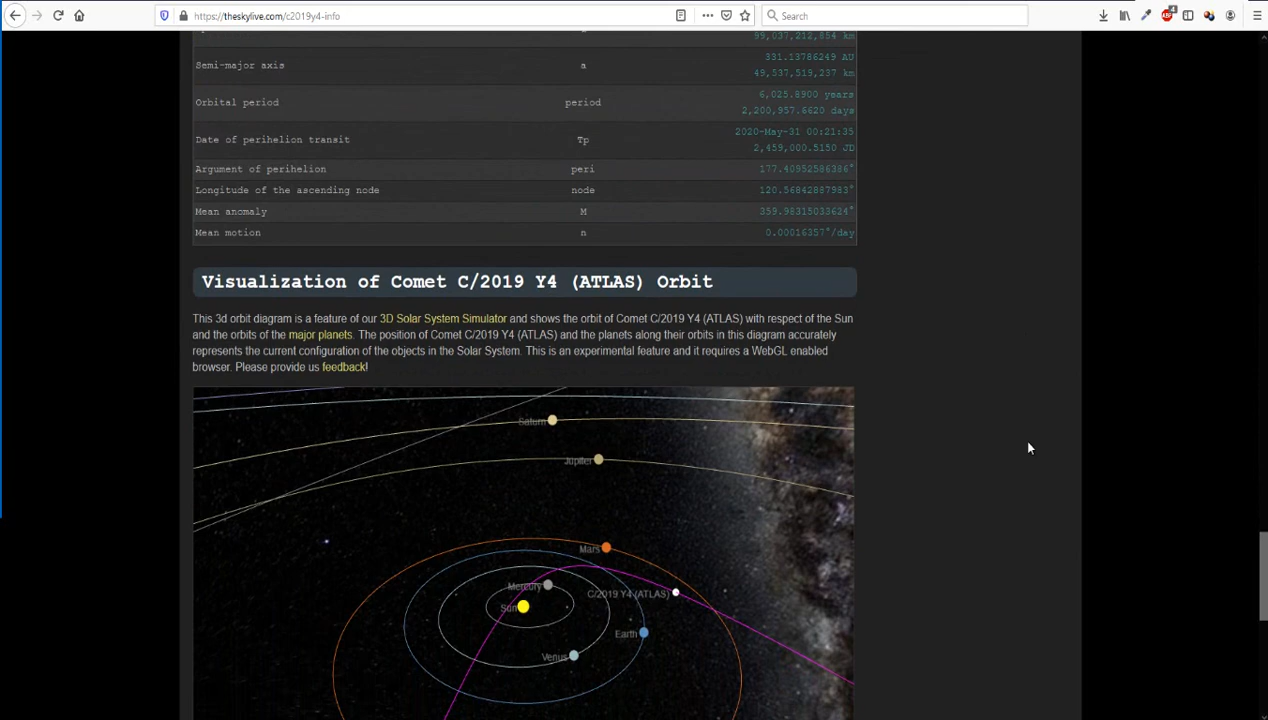 https://theskylive.com/c2019y4-info
Search
4
99,037,212,854 km
Semi-major axis a 331.13786249 AU
49,537,519,237 km
Orbital period period 6,025.8900 years
2,200,957.6620 days
Date of perihelion transit Tp 2020-May-31 00:21:35
2,459,000.5150 JD
Argument of perihelion peri 177.40952586386°
Longitude of the ascending node node 120.56842887983°
Mean anomaly M 359.98315033624°
Mean motion n 0.00016357°/day
Visualization of Comet C/2019 Y4 (ATLAS) Orbit
This 3d orbit diagram is a feature of our 3D Solar System Simulator and shows the orbit of Comet C/2019 Y4 (ATLAS) with respect of the Sun
and the orbits of the major planets. The position of Comet C/2019 Y4 (ATLAS) and the planets along their orbits in this diagram accurately
represents the current configuration of the objects in the Solar System. This is an experimental feature and it requires a WebGL enabled
browser. Please provide us feedback!
Saturn
Jupiter
Mars
Mercury
C/2019 Y4 (ATLAS)
Sun
Earth
Venus